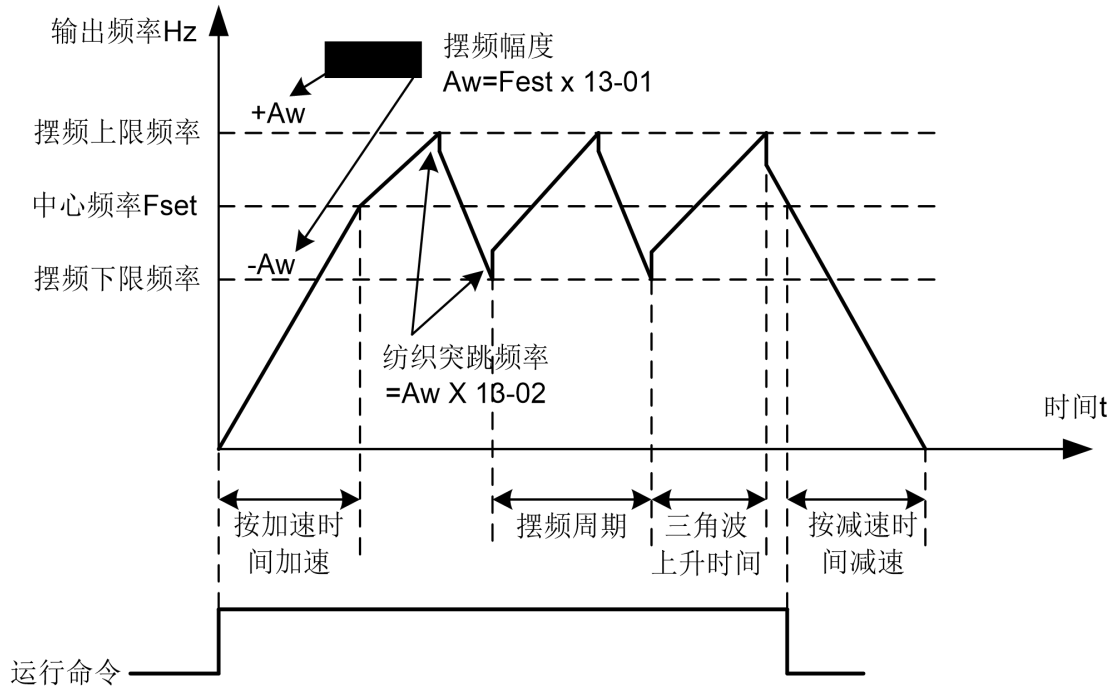 输出频率Hz
摆频幅度
Aw=Fest x 13-01
+Aw
摆频上限频率
中心频率Fset
-Aw
摆频下限频率
纺织突跳频率
=Aw X 13-02
时间t
按加速时
间加速
摆频周期
三角波
上升时间
按减速时
间减速
运行命令